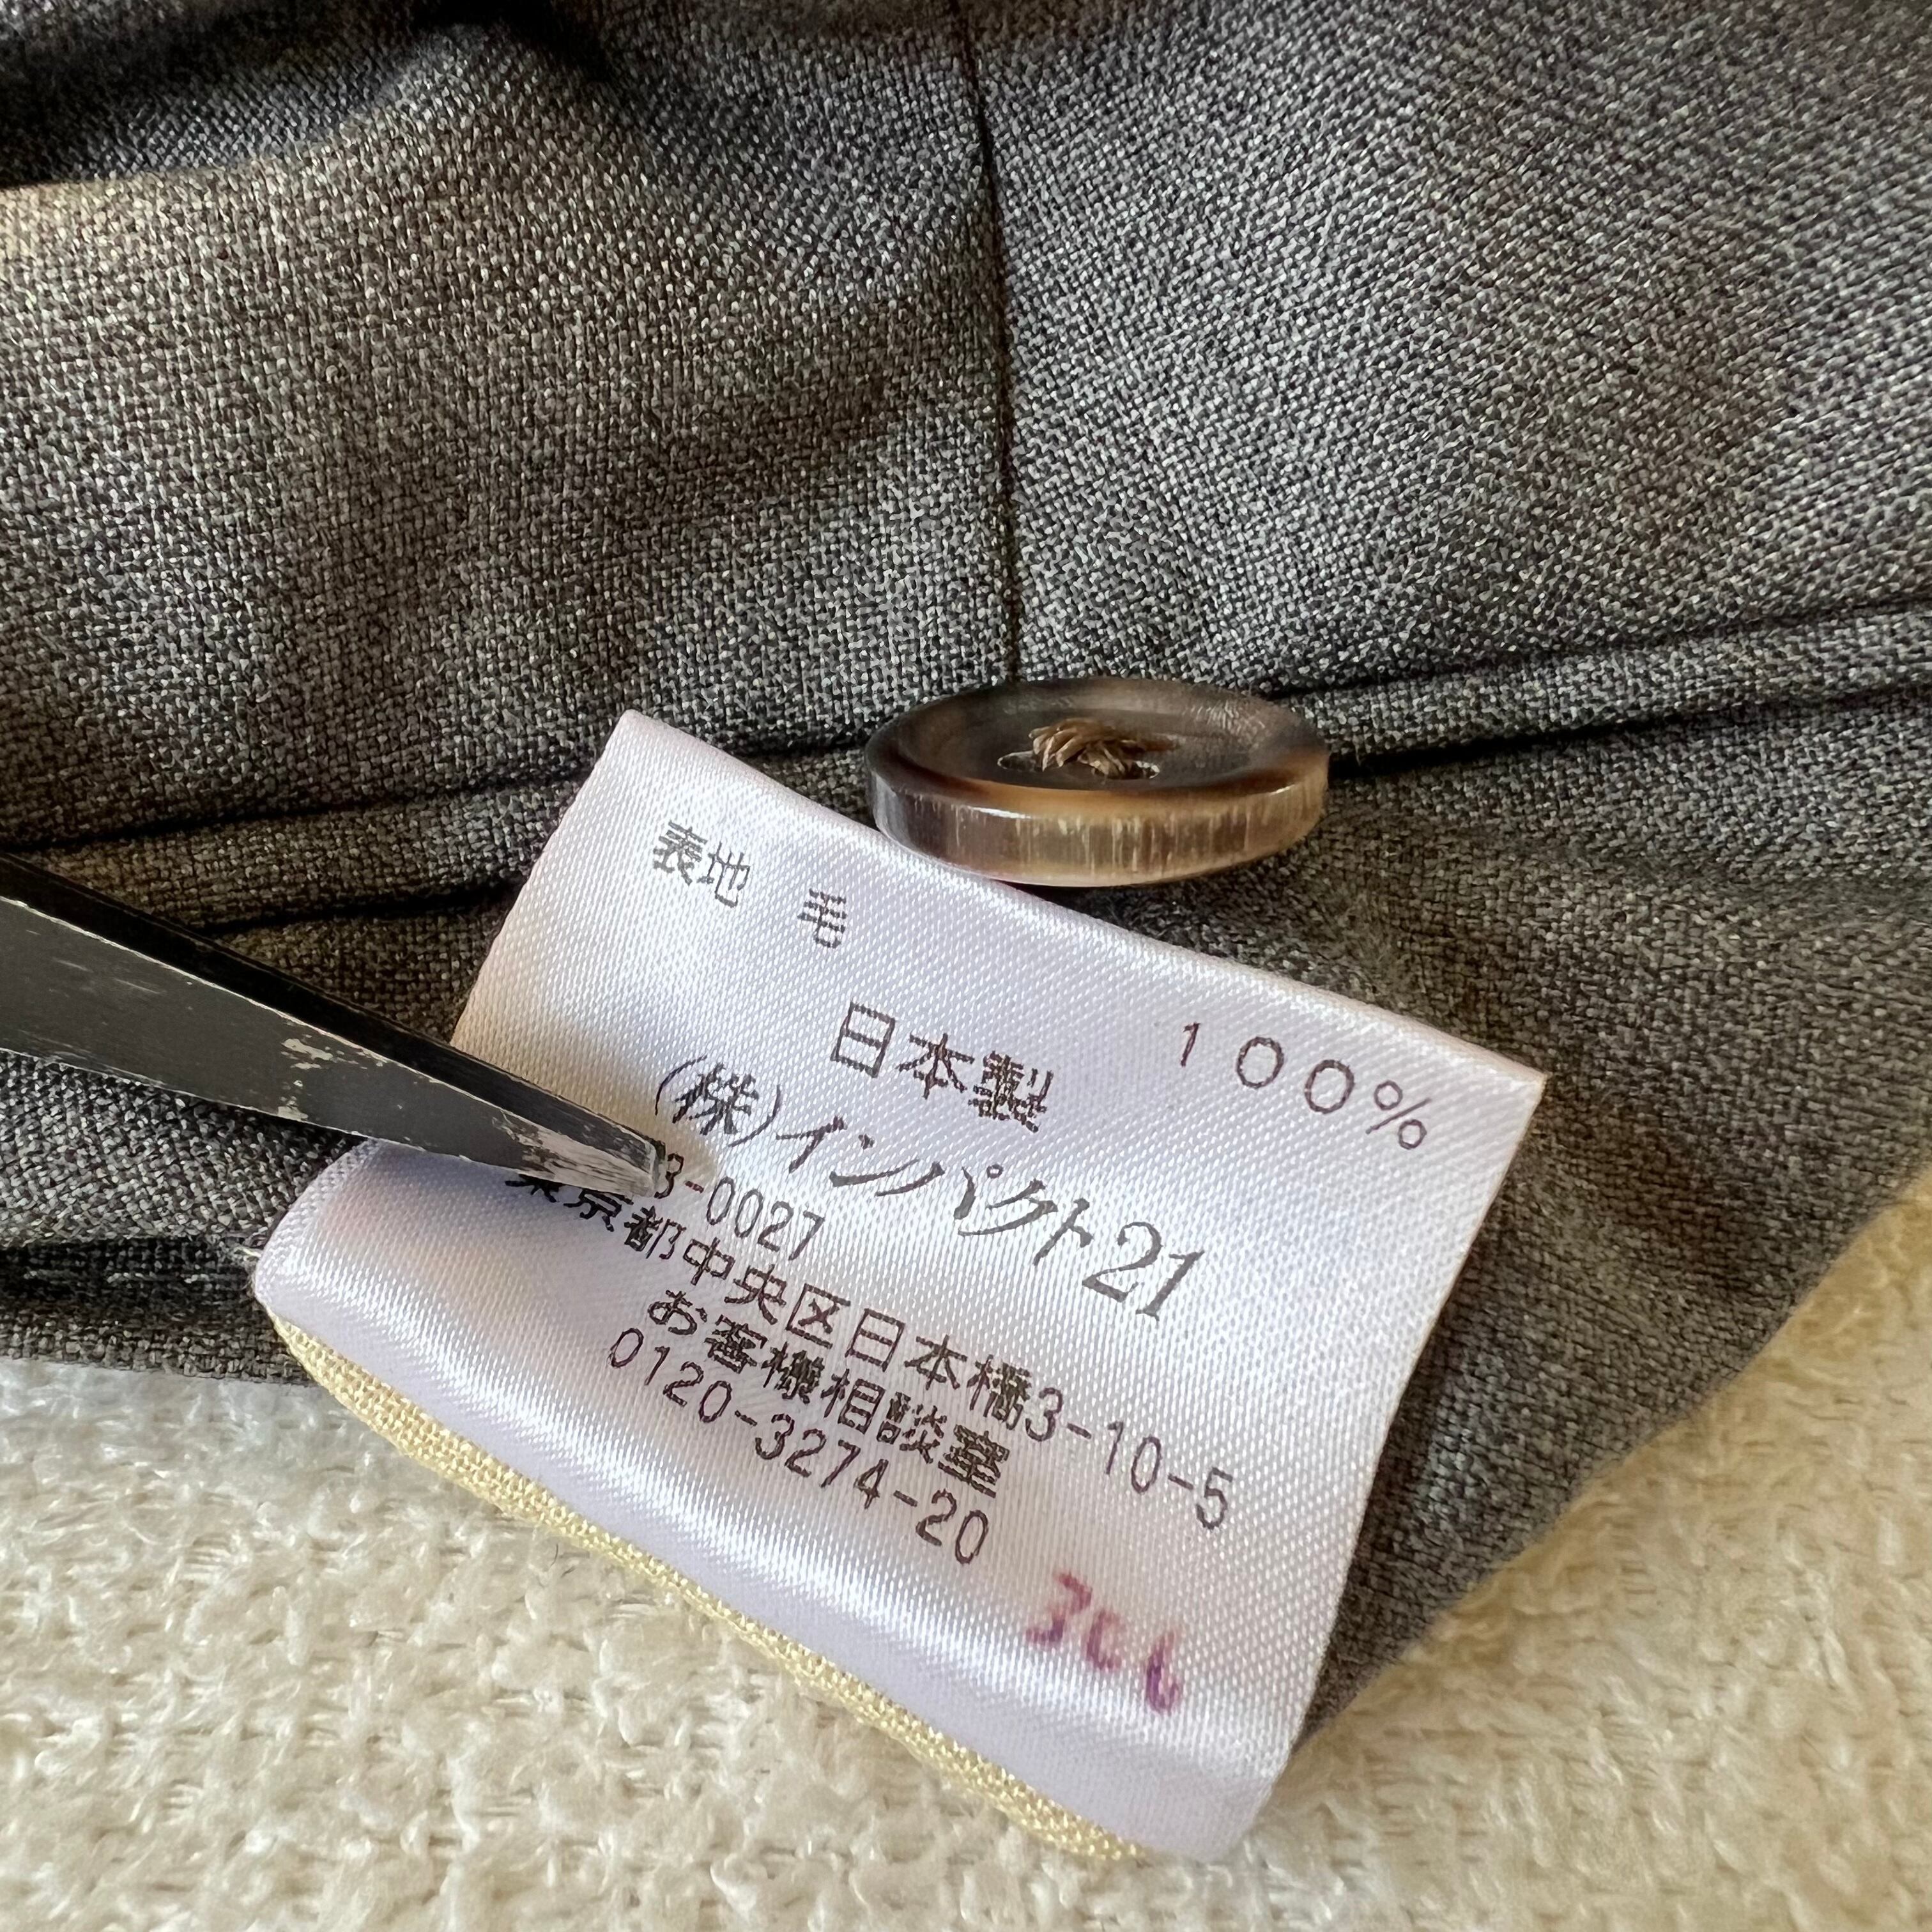 表地 毛 100%
日本製
(株)インパクト21
3-0027
東京都中央区日本橋3-10-5
お客様相談室
0120-3274-20
306